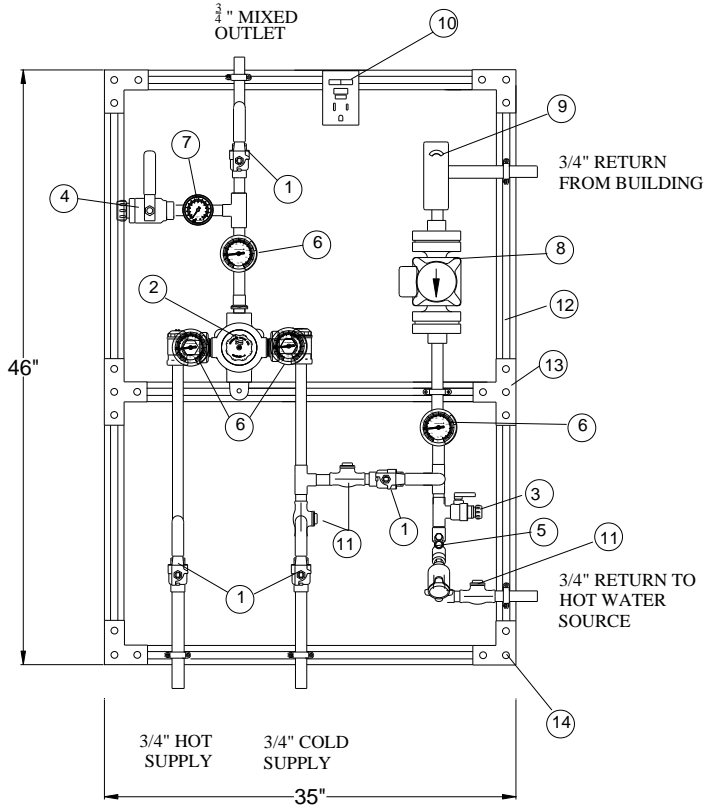 3/4 " MIXED
OUTLET
10
9
7
1
3/4" RETURN
FROM BUILDING
4
6
8
2
12
46"
13
6
6
3
1
11
5
11
1
3/4" RETURN TO
HOT WATER
SOURCE
14
3/4" HOT
SUPPLY
3/4" COLD
SUPPLY
35"